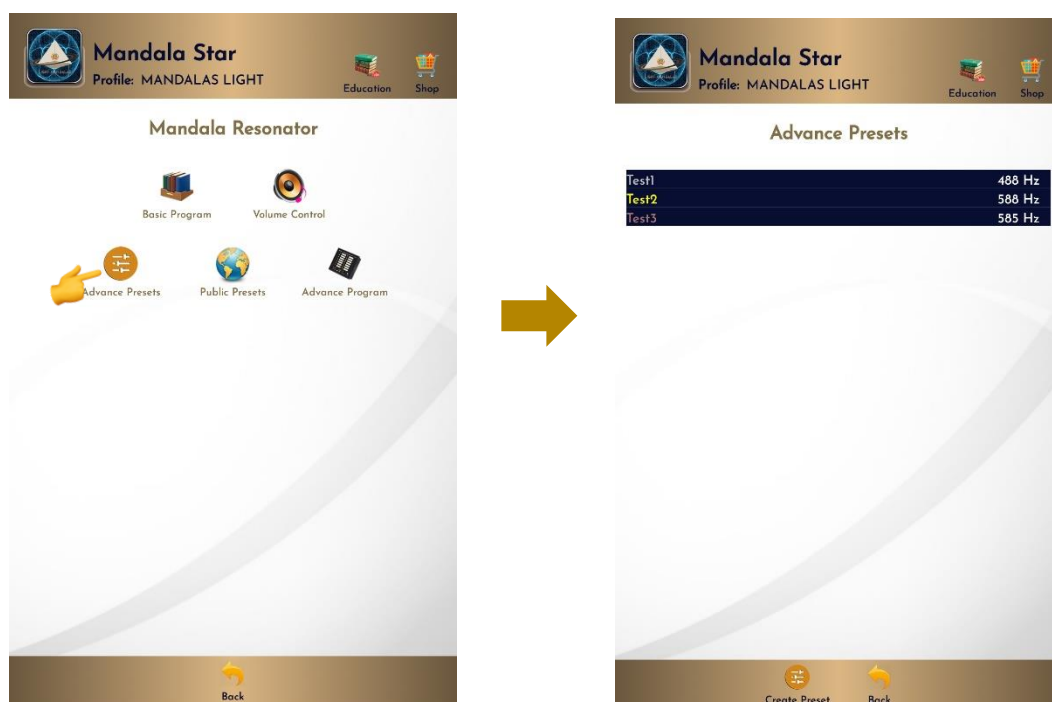 Mandala Star
Profile: MANDALAS LIGHT
Education
Shop
Mandala Resonator
Basic Program
Volume Control
Advance Presets
Public Presets
Advance Program
Back
Mandala Star
Profile: MANDALAS LIGHT
Education
Shop
Advance Presets
Test1 488 Hz
Test2 588 Hz
Test3 585 Hz
Create Preset
Back